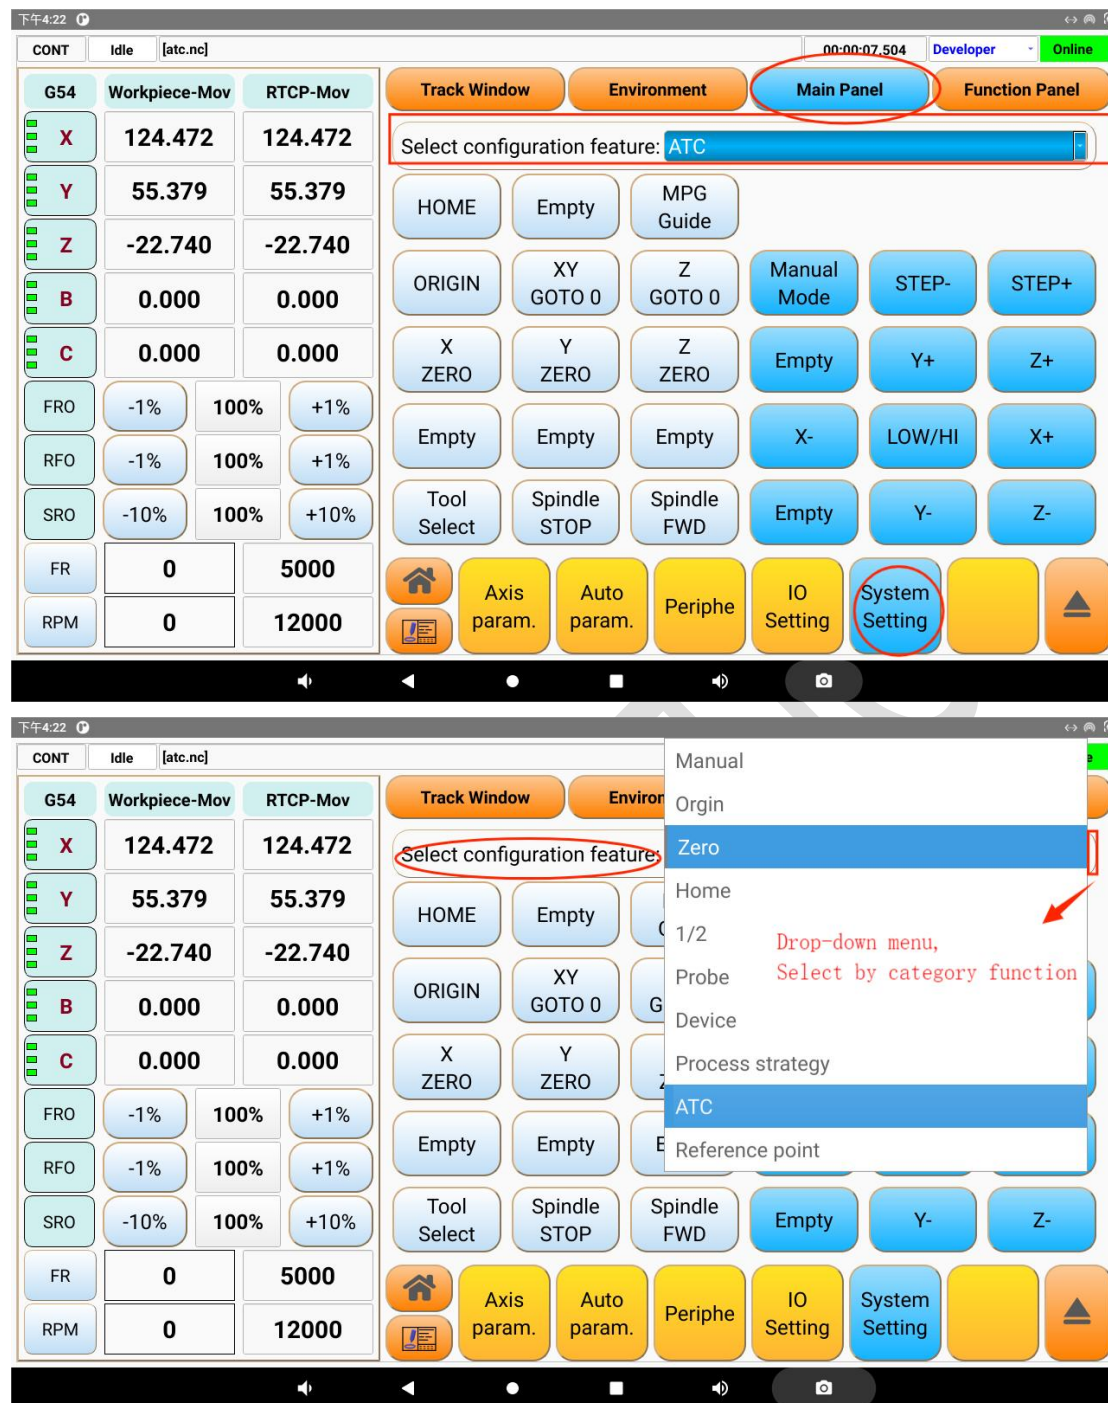 下午4:22
CONT Idle [atc.nc] 00:00:07.504 Developer Online
G54 Workpiece-Mov RTCP-Mov
X 124.472 124.472
Y 55.379 55.379
Z -22.740 -22.740
B 0.000 0.000
C 0.000 0.000
FRO -1% 100% +1%
RFO -1% 100% +1%
SRO -10% 100% +10%
FR 0 5000
RPM 0 12000
Track Window Environment Main Panel Function Panel
Select configuration feature: ATC
HOME Empty MPG
Guide
ORIGIN XY
GOTO 0 Z
GOTO 0 Manual
Mode STEP- STEP+
X
ZERO Y
ZERO Z
ZERO Empty Y+ Z+
Empty Empty Empty X- LOW/HI X+
Tool
Select Spindle
STOP Spindle
FWD Empty Y- Z-
Axis
param. Auto
param. Periphe IO
Setting System
Setting
下午4:22
CONT Idle [atc.nc]
G54 Workpiece-Mov RTCP-Mov
X 124.472 124.472
Y 55.379 55.379
Z -22.740 -22.740
B 0.000 0.000
C 0.000 0.000
FRO -1% 100% +1%
RFO -1% 100% +1%
SRO -10% 100% +10%
FR 0 5000
RPM 0 12000
Track Window Environ
Select configuration feature:
HOME Empty
ORIGIN XY
GOTO 0 G
X
ZERO Y
ZERO
Empty Empty E
Tool
Select Spindle
STOP Spindle
FWD Empty Y- Z-
Manual
Orgin
Zero
Home
1/2
Probe
Device
Process strategy
ATC
Reference point
Drop-down menu,
Select by category function
Axis
param. Auto
param. Periphe IO
Setting System
Setting